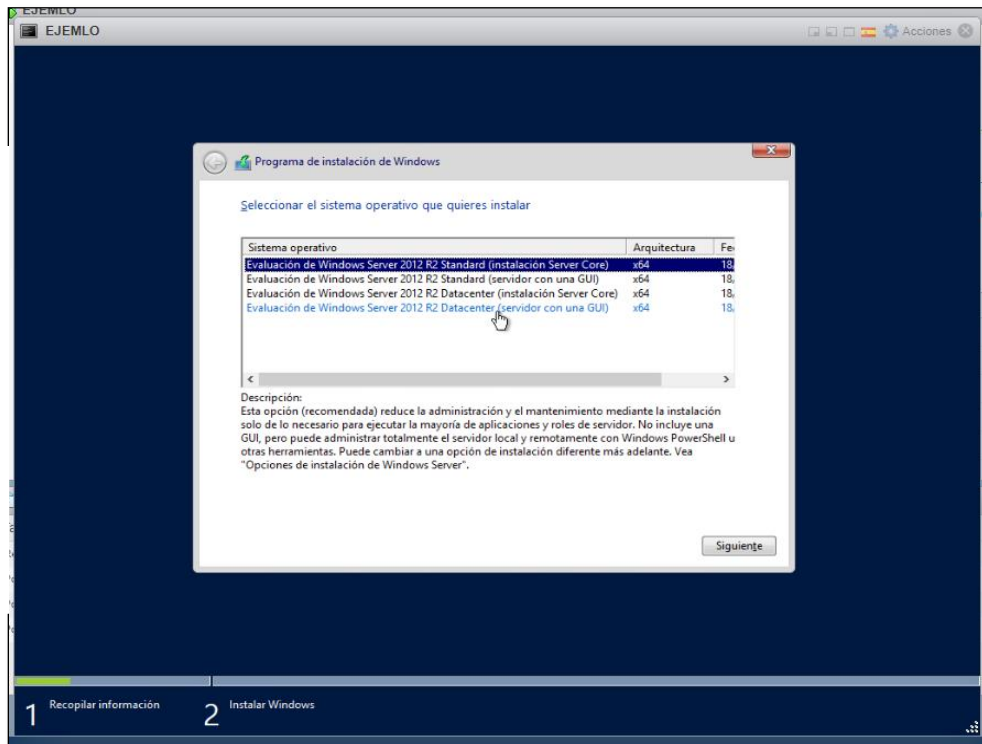 EJEMLO
EJEMLO
Acciones
Programa de instalación de Windows
Seleccionar el sistema operativo que quieres instalar
Sistema operativo Arquitectura Fe
Evaluación de Windows Server 2012 R2 Standard (instalación Server Core) x64 18
Evaluación de Windows Server 2012 R2 Standard (servidor con una GUI) x64 18
Evaluación de Windows Server 2012 R2 Datacenter (instalación Server Core) x64 18
Evaluación de Windows Server 2012 R2 Datacenter (servidor con una GUI) x64 18
Descripción:
Esta opción (recomendada) reduce la administración y el mantenimiento mediante la instalación
solo de lo necesario para ejecutar la mayoría de aplicaciones y roles de servidor. No incluye una
GUI, pero puede administrar totalmente el servidor local y remotamente con Windows PowerShell u
otras herramientas. Puede cambiar a una opción de instalación diferente más adelante. Vea
"Opciones de instalación de Windows Server".
Siguiente
1 Recopilar información 2 Instalar Windows